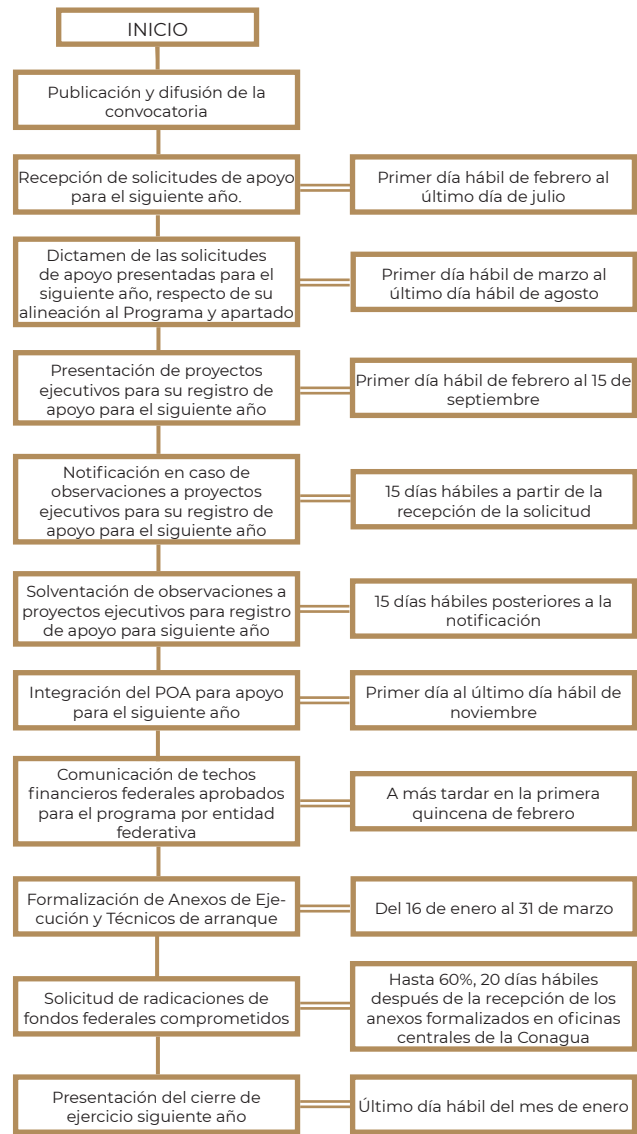 INICIO
Publicación y difusión de la
convocatoria
Recepción de solicitudes de apoyo
para el siguiente año.
Primer día hábil de febrero al
último día de julio
Dictamen de las solicitudes
de apoyo presentadas para el
siguiente año, respecto de su
alineación al Programa y apartado
Primer día hábil de marzo al
último día hábil de agosto
Presentación de proyectos
ejecutivos para su registro de
apoyo para el siguiente año
Primer día hábil de febrero al 15 de
septiembre
Notificación en caso de
observaciones a proyectos
ejecutivos para su registro de
apoyo para el siguiente año
15 días hábiles a partir de la
recepción de la solicitud
Solventación de observaciones a
proyectos ejecutivos para registro
de apoyo para siguiente año
15 días hábiles posteriores a la
notificación
Integración del POA para apoyo
para el siguiente año
Primer día al último día hábil de
noviembre
Comunicación de techos
financieros federales aprobados
para el programa por entidad
federativa
A más tardar en la primera
quincena de febrero
Formalización de Anexos de Eje-
cución y Técnicos de arranque
Del 16 de enero al 31 de marzo
Solicitud de radicaciones de
fondos federales comprometidos
Hasta 60%, 20 días hábiles
después de la recepción de los
anexos formalizados en oficinas
centrales de la Conagua
Presentación del cierre de
ejercicio siguiente año
Último día hábil del mes de enero